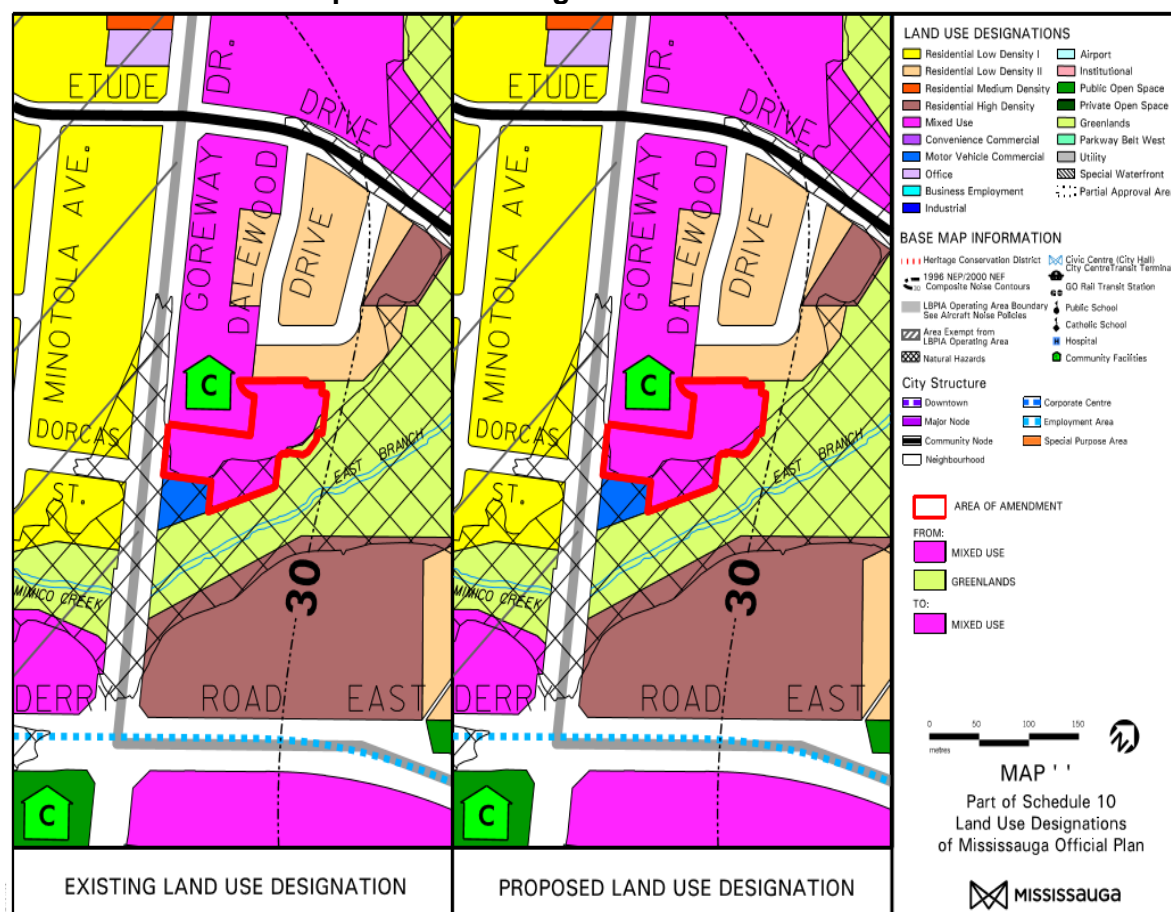 ETUDE
DR.
DRIVE
MINOTOLA AVE.
GOREWAY
DALEWOOD
DRIVE
C
DORCAS
ST.
EAST BRANCH
30
MIMICO CREEK
DERRY ROAD EAST
C
EXISTING LAND USE DESIGNATION
ETUDE
DR.
DRIVE
MINOTOLA AVE.
GOREWAY
DALEWOOD
DRIVE
C
DORCAS
ST.
EAST BRANCH
30
MIMICO CREEK
DERRY ROAD EAST
C
PROPOSED LAND USE DESIGNATION
LAND USE DESIGNATIONS
Residential Low Density I
Residential Low Density II
Residential Medium Density
Residential High Density
Mixed Use
Convenience Commercial
Motor Vehicle Commercial
Office
Business Employment
Industrial
Airport
Institutional
Public Open Space
Private Open Space
Greenlands
Parkway Belt West
Utility
Special Waterfront
Partial Approval Area
BASE MAP INFORMATION
Heritage Conservation District
1996 NEP/2000 NEF
Composite Noise Contours
LBPIA Operating Area Boundary
See Aircraft Noise Policies
Area Exempt from
LBPIA Operating Area
Natural Hazards
Civic Centre (City Hall)
City Centre Transit Terminal
GO Rail Transit Station
Public School
Catholic School
H Hospital
C Community Facilities
City Structure
Downtown
Major Node
Community Node
Neighbourhood
Corporate Centre
Employment Area
Special Purpose Area
AREA OF AMENDMENT
FROM:
MIXED USE
GREENLANDS
TO:
MIXED USE
0 50 100 150
metres
N
MAP ' '
Part of Schedule 10
Land Use Designations
of Mississauga Official Plan
MISSISSAUGA